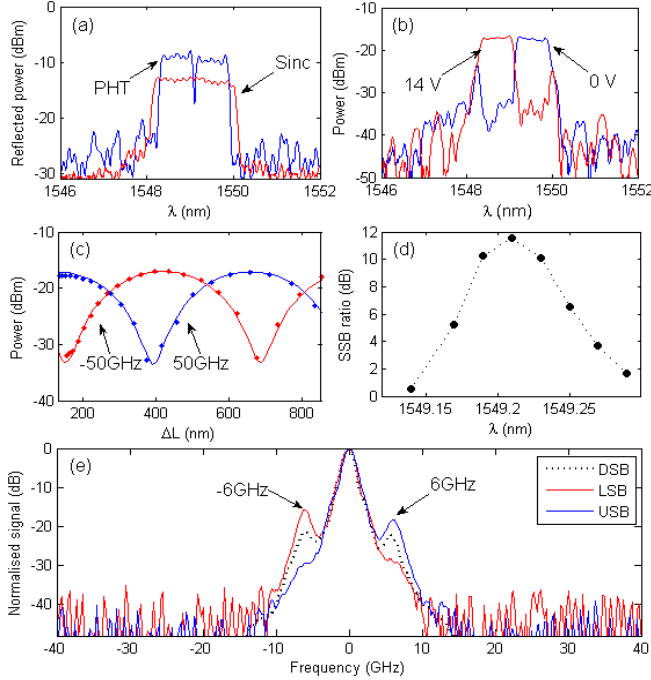 (a)
Reflected power (dBm)
0
-10
-20
-30
PHT
Sinc
1546 1548 1550 1552
λ (nm)
(b)
Power (dBm)
-10
-20
-30
-40
-50
14 V
0 V
1546 1548 1550 1552
λ (nm)
(c)
Power (dBm)
-10
-20
-30
-40
-50GHz
50GHz
200 400 600 800
ΔL (nm)
(d)
SSB ratio (dB)
12
10
8
6
4
2
0
1549.15 1549.2 1549.25
λ (nm)
(e)
Normalised signal (dB)
0
-10
-20
-30
-40
-6GHz
6GHz
DSB
LSB
USB
-40 -30 -20 -10 0 10 20 30 40
Frequency (GHz)